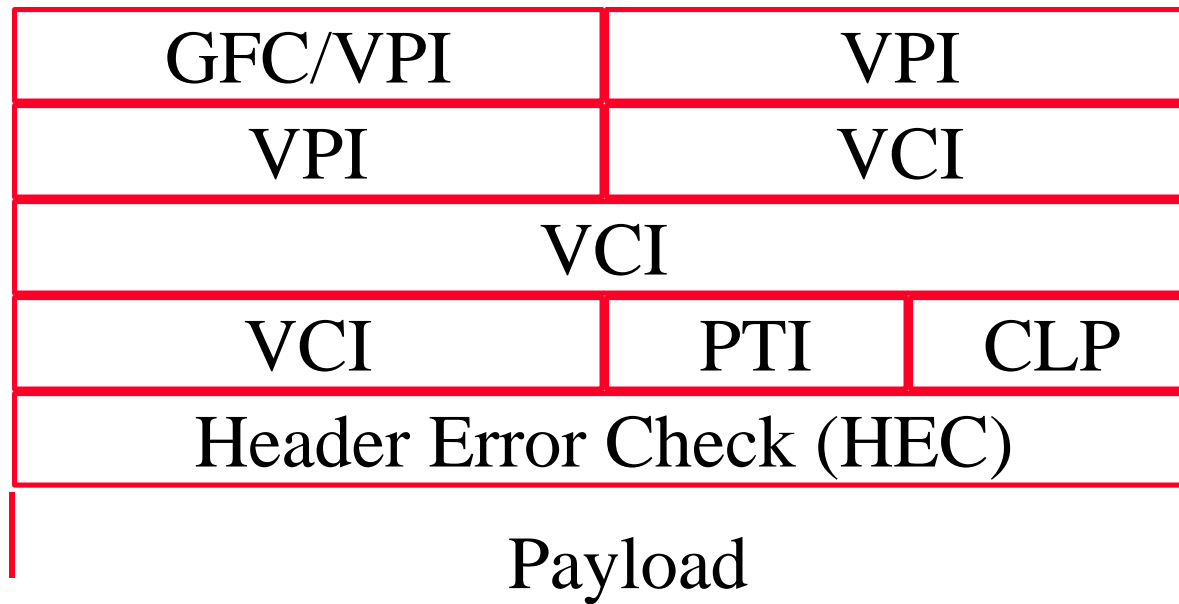 GFC/VPI VPI
VPI VCI
VCI
VCI PTI CLP
Header Error Check (HEC)
Payload